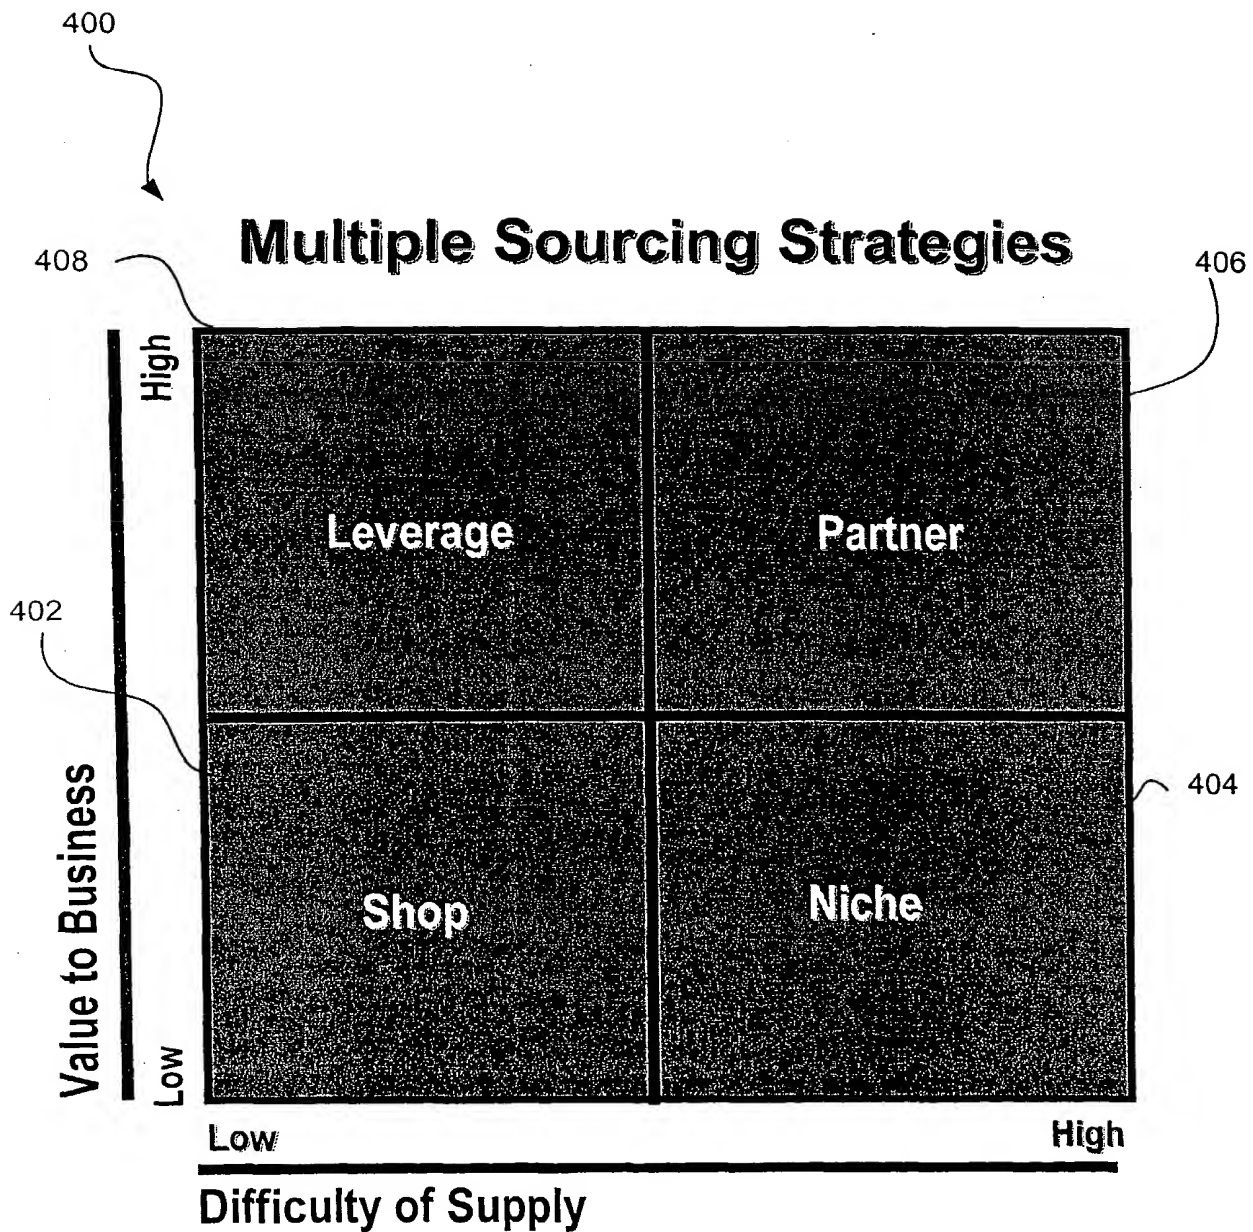 400
Multiple Sourcing Strategies
408
406
High
Leverage
Partner
402
404
Value to Business
Shop
Niche
Low
Low
High
Difficulty of Supply